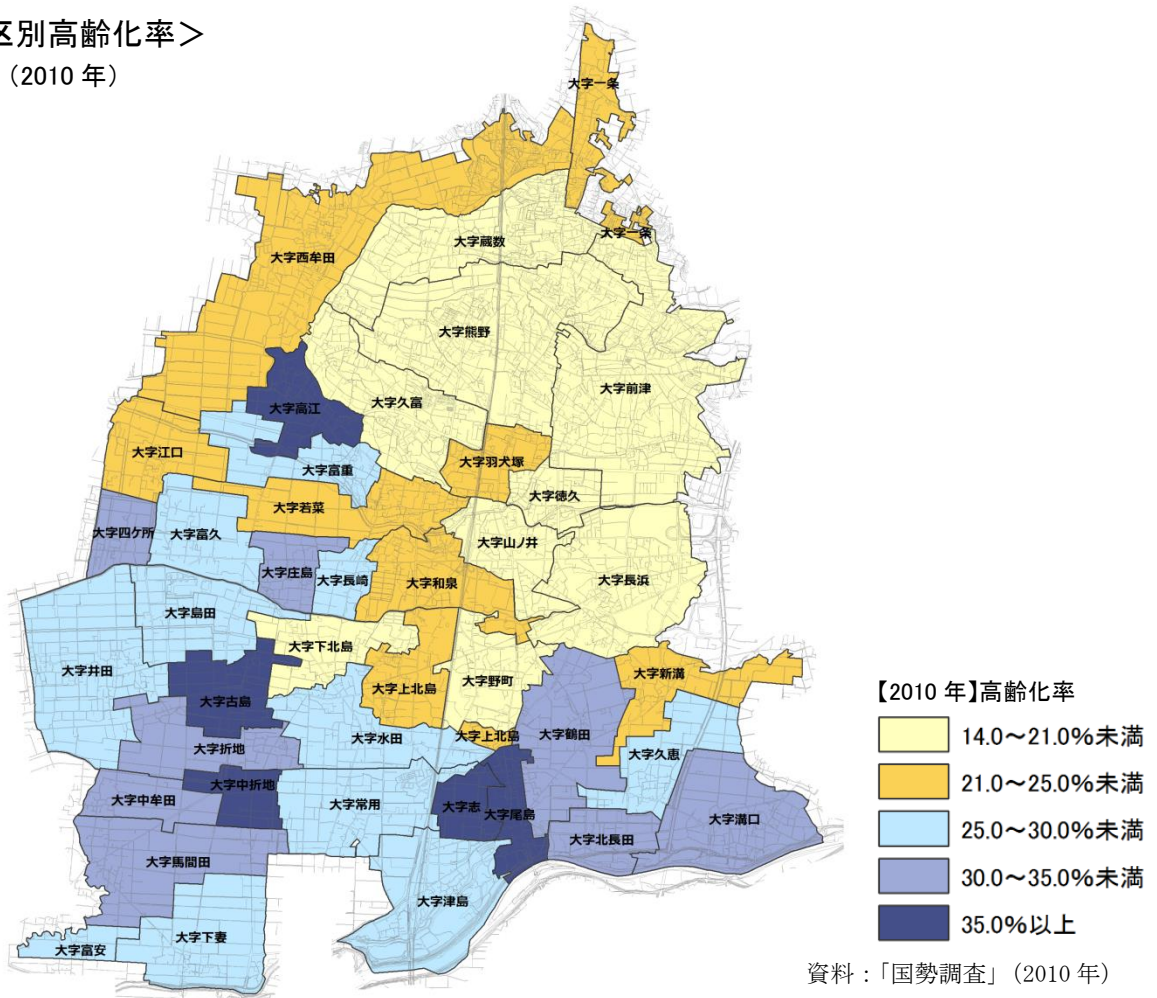 区別高齢化率＞
（2010 年）
大字一条
大字蔵数
大字一条
大字西牟田
大字熊野
大字前津
大字久富
大字高江
大字江口
大字羽犬塚
大字富重
大字徳久
大字若菜
大字四ケ所
大字富久
大字山ノ井
大字庄島
大字長崎
大字和泉
大字長浜
大字島田
大字下北島
大字井田
大字新溝
大字野町
大字上北島
大字古島
大字上北島
大字鶴田
大字水田
大字折地
大字久恵
大字中折地
大字中牟田
大字常用
大字志
大字尾島
大字溝口
大字北長田
大字馬間田
大字津島
大字下妻
大字富安
【2010 年】高齢化率
14.0～21.0%未満
21.0～25.0%未満
25.0～30.0%未満
30.0～35.0%未満
35.0%以上
資料：「国勢調査」（2010 年）